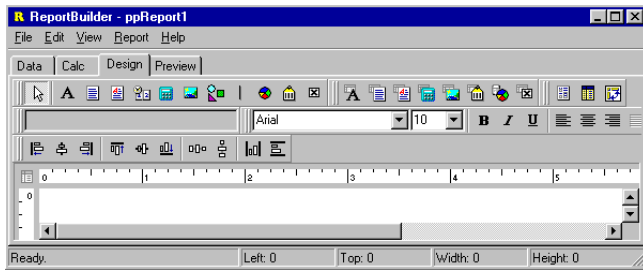 R ReportBuilder - ppReport1
File Edit View Report Help
Data Calc Design Preview
A A
Arial 10 B I U
0 1 2 3 4 5
0
Ready. Left: 0 Top: 0 Width: 0 Height: 0